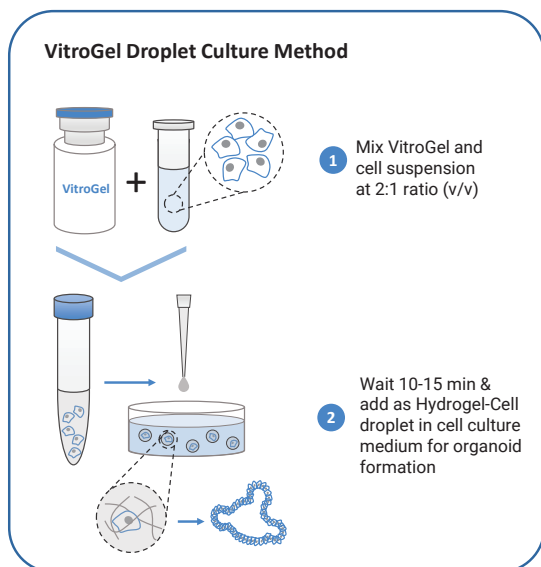 VitroGel Droplet Culture Method
VitroGel
+
1
Mix VitroGel and
cell suspension
at 2:1 ratio (v/v)
2
Wait 10-15 min &
add as Hydrogel-Cell
droplet in cell culture
medium for organoid
formation